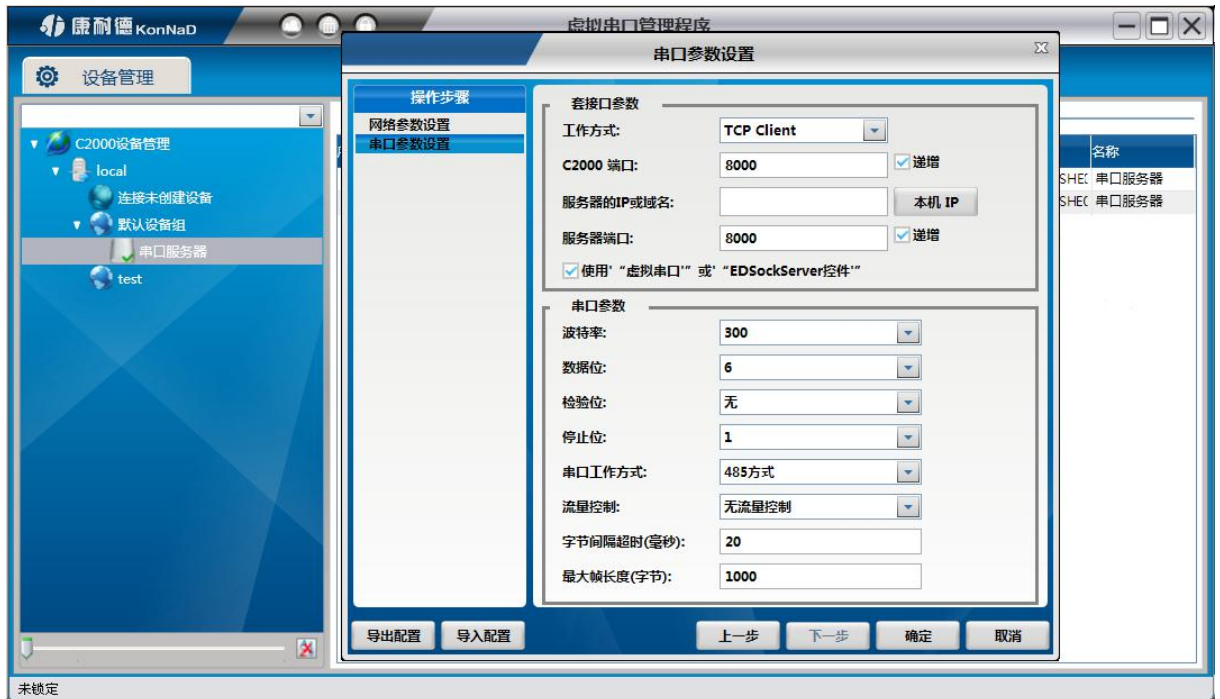 康耐德 KonNaD
虚拟串口管理程序
设备管理
C2000设备管理
local
连接未创建设备
默认设备组
串口服务器
test
串口参数设置
操作步骤
网络参数设置
串口参数设置
套接口参数
工作方式: TCP Client
C2000 端口: 8000 递增
服务器的IP或域名: 本机 IP
服务器端口: 8000 递增
使用' “虚拟串口'” 或' “EDSockServer控件'”
串口参数
波特率: 300
数据位: 6
检验位: 无
停止位: 1
串口工作方式: 485方式
流量控制: 无流量控制
字节间隔超时(毫秒): 20
最大帧长度(字节): 1000
导出配置 导入配置 上一步 下一步 确定 取消
名称
串口服务器
串口服务器
未锁定